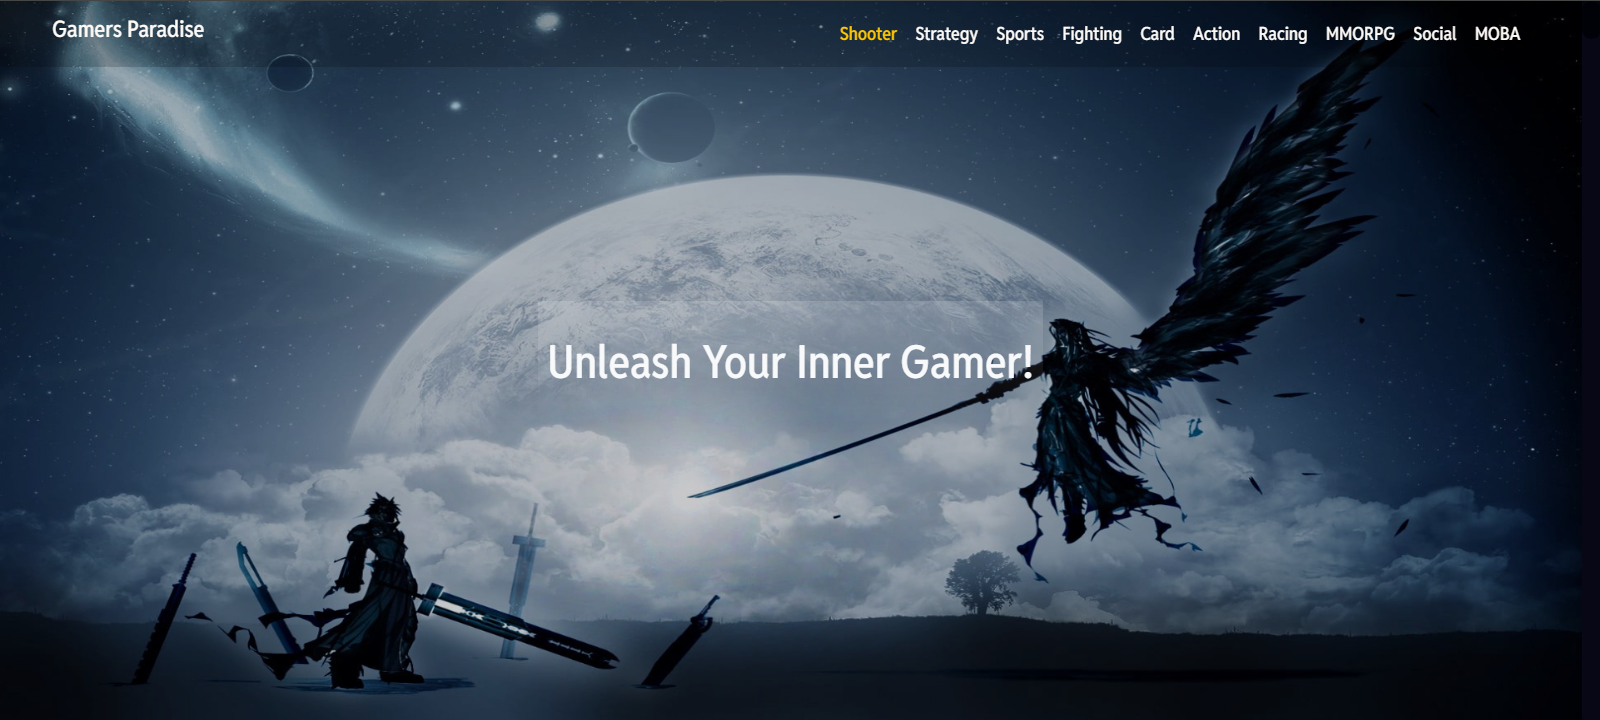 Gamers Paradise
Shooter Strategy Sports Fighting Card Action Racing MMORPG Social MOBA
Unleash Your Inner Gamer!